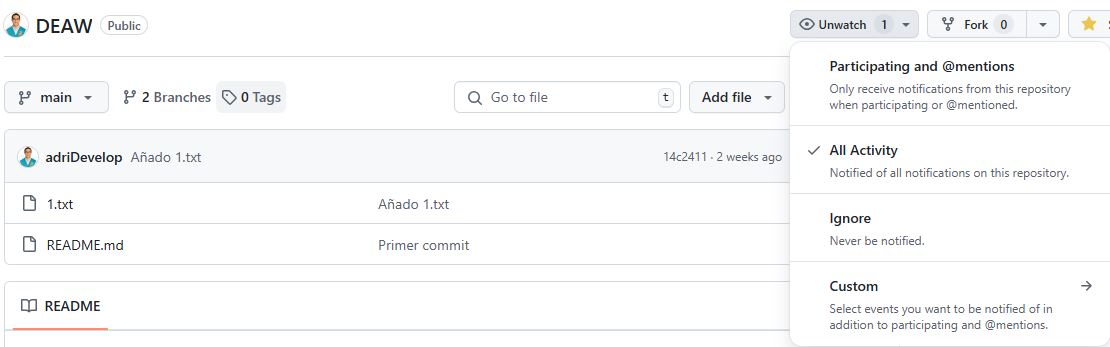 DEAW Public Unwatch 1 Fork 0
main 2 Branches 0 Tags Go to file t Add file
adriDevelop Añado 1.txt 14c2411 · 2 weeks ago
1.txt Añado 1.txt
README.md Primer commit
README
Participating and @mentions
Only receive notifications from this repository
when participating or @mentioned.
All Activity
Notified of all notifications on this repository.
Ignore
Never be notified.
Custom
Select events you want to be notified of in
addition to participating and @mentions.